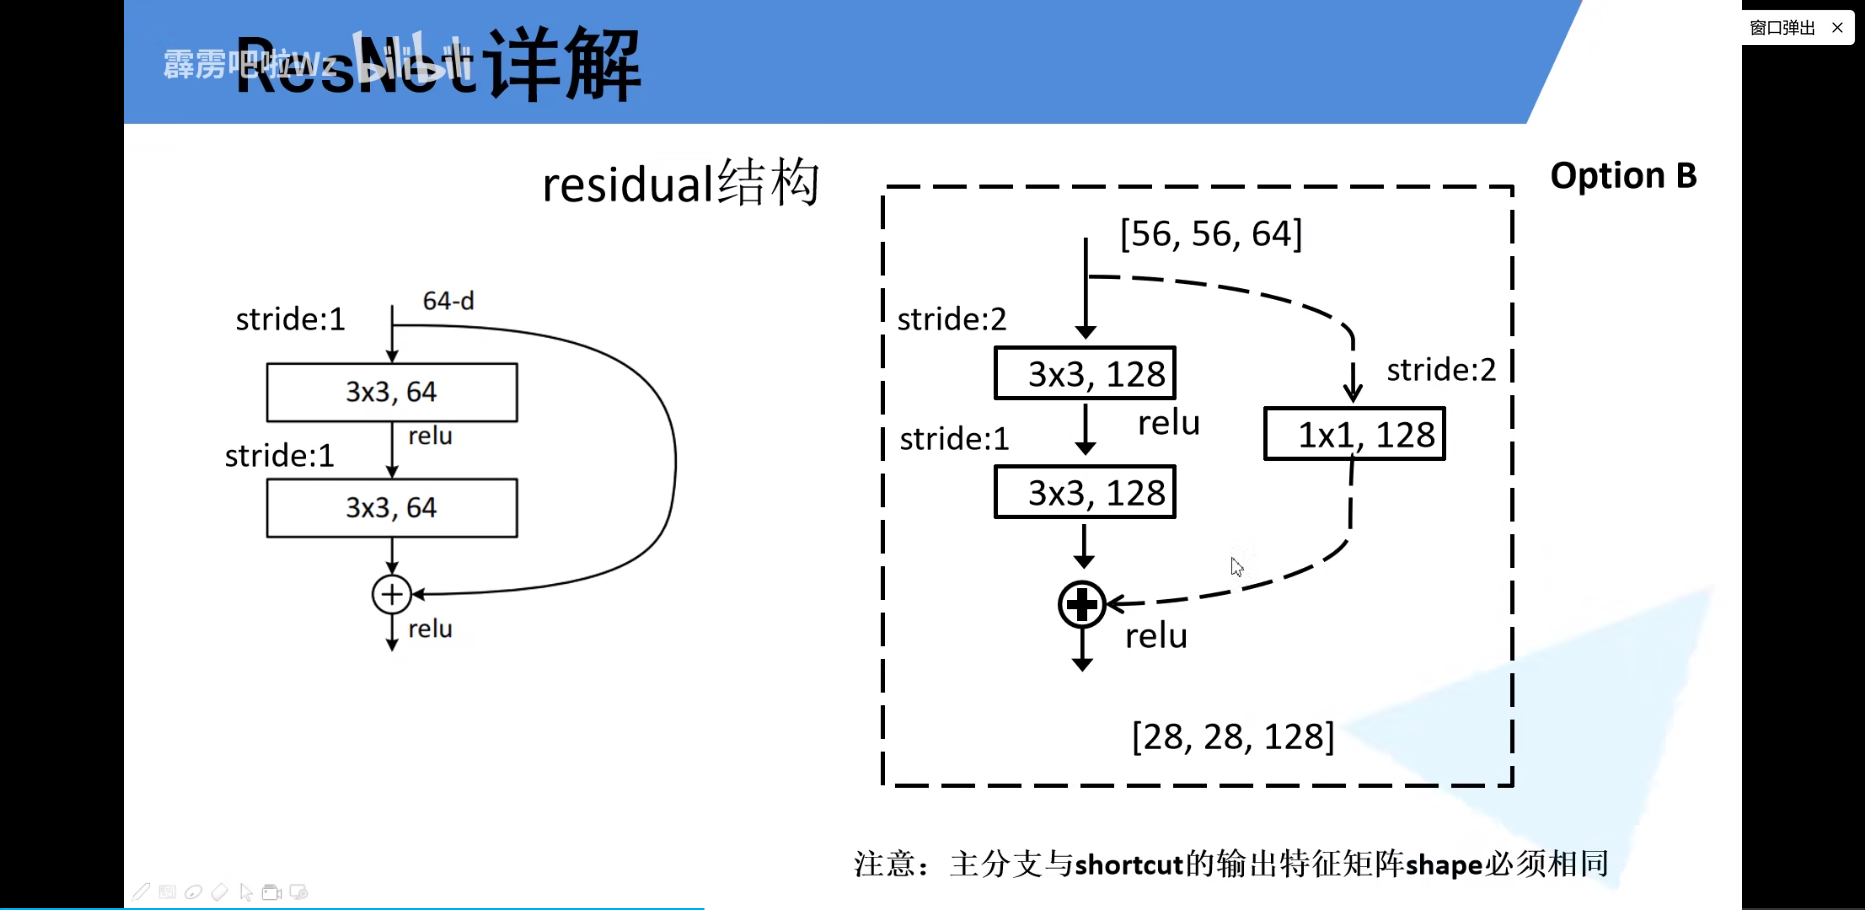 窗口弹出
霹雳吧啦Wz bilibili
ResNet详解
residual结构
Option B
64-d
stride:1
3x3, 64
relu
stride:1
3x3, 64
relu
[56, 56, 64]
stride:2
3x3, 128
relu
stride:1
3x3, 128
stride:2
1x1, 128
relu
[28, 28, 128]
注意：主分支与shortcut的输出特征矩阵shape必须相同